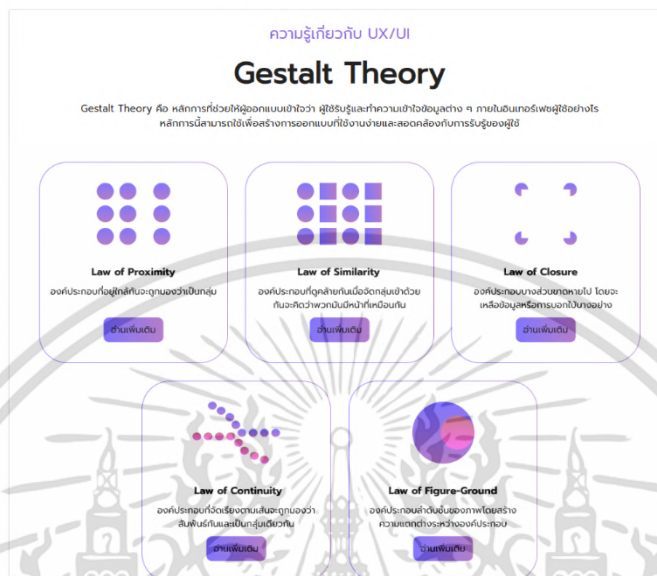 ความรู้เกี่ยวกับ UX/UI
Gestalt Theory
Gestalt Theory คือ หลักการที่ช่วยให้ผู้ออกแบบเข้าใจว่า ผู้ใช้รับรู้และทำความเข้าใจข้อมูลต่าง ๆ ภายในอินเทอร์เฟซผู้ใช้อย่างไร
หลักการนี้สามารถใช้เพื่อสร้างการออกแบบที่ใช้งานง่ายและสอดคล้องกับการรับรู้ของผู้ใช้
Law of Proximity
องค์ประกอบที่อยู่ใกล้กันจะถูกมองว่าเป็นกลุ่ม
อ่านเพิ่มเติม
Law of Similarity
องค์ประกอบที่ดูคล้ายกันเมื่อจัดกลุ่มเข้าด้วย
กันจะคิดว่าพวกมันมีหน้าที่เหมือนกัน
อ่านเพิ่มเติม
Law of Closure
องค์ประกอบบางส่วนขาดหายไป โดยจะ
เหลือข้อมูลหรือการบอกใบ้บางอย่าง
อ่านเพิ่มเติม
Law of Continuity
องค์ประกอบที่จัดเรียงตามเส้นจะถูกมองว่า
สัมพันธ์กันและเป็นกลุ่มเดียวกัน
อ่านเพิ่มเติม
Law of Figure-Ground
องค์ประกอบลำดับชั้นของภาพโดยสร้าง
ความแตกต่างระหว่างองค์ประกอบ
อ่านเพิ่มเติม